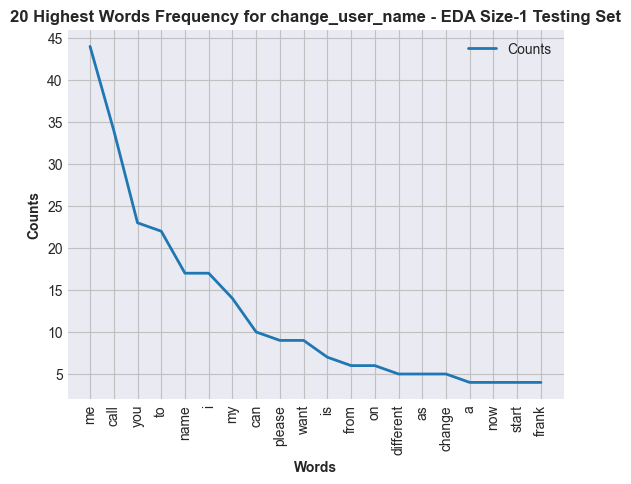 20 Highest Words Frequency for change_user_name - EDA Size-1 Testing Set
Counts
45
40
35
30
25
20
15
10
5
Counts
me
call
you
to
name
i
my
can
please
want
is
from
on
different
as
change
a
now
start
frank
Words